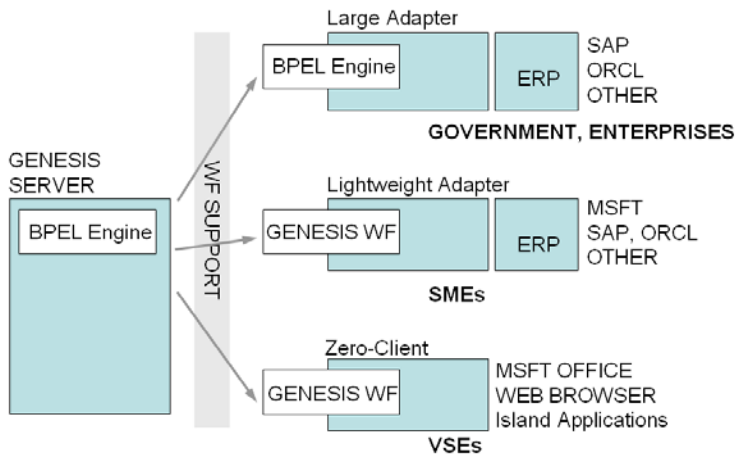 Large Adapter
BPEL Engine
ERP
SAP
ORCL
OTHER
GOVERNMENT, ENTERPRISES
GENESIS
SERVER
BPEL Engine
WF SUPPORT
Lightweight Adapter
GENESIS WF
ERP
MSFT
SAP, ORCL
OTHER
SMEs
Zero-Client
GENESIS WF
MSFT OFFICE
WEB BROWSER
Island Applications
VSEs